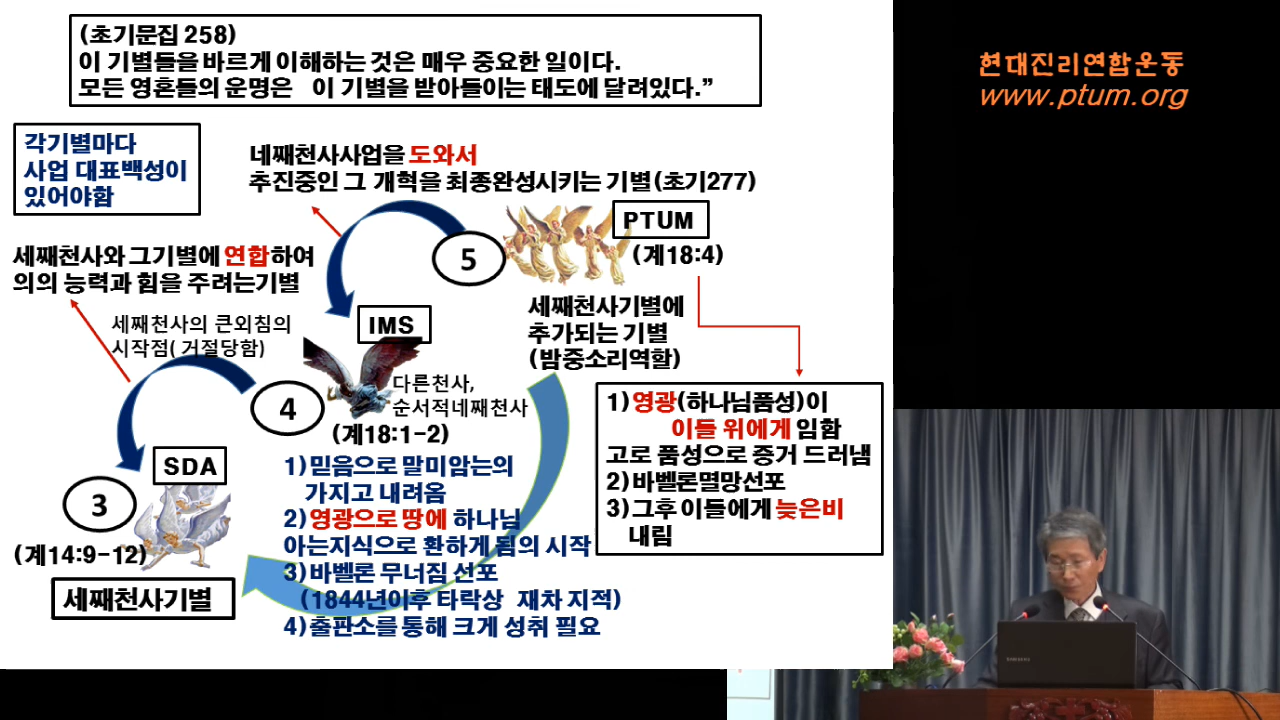 (초기문집 258)
이 기별들을 바르게 이해하는 것은 매우 중요한 일이다.
모든 영혼들의 운명은 이 기별을 받아들이는 태도에 달려있다.”
현대진리연합운동
www.ptum.org
각기별마다
사업 대표백성이
있어야함
네째천사사업을 도와서
추진중인 그 개혁을 최종완성시키는 기별(초기277)
PTUM
5
(계18:4)
세째천사와 그기별에 연합하여
의의 능력과 힘을 주려는기별
세째천사기별에
추가되는 기별
(밤중소리역할)
세째천사의 큰외침의
시작점( 거절당함)
IMS
다른천사,
순서적네째천사
4
(계18:1-2)
1)영광(하나님품성)이
이들 위에게 임함
고로 품성으로 증거 드러냄
2)바벨론멸망선포
3)그후 이들에게 늦은비
내림
SDA
3
(계14:9-12)
세째천사기별
1)믿음으로 말미암는의
가지고 내려옴
2)영광으로 땅에 하나님
아는지식으로 환하게 됨의 시작
3)바벨론 무너짐 선포
(1844년이후 타락상 재차 지적)
4)출판소를 통해 크게 성취 필요
SAMSUNG